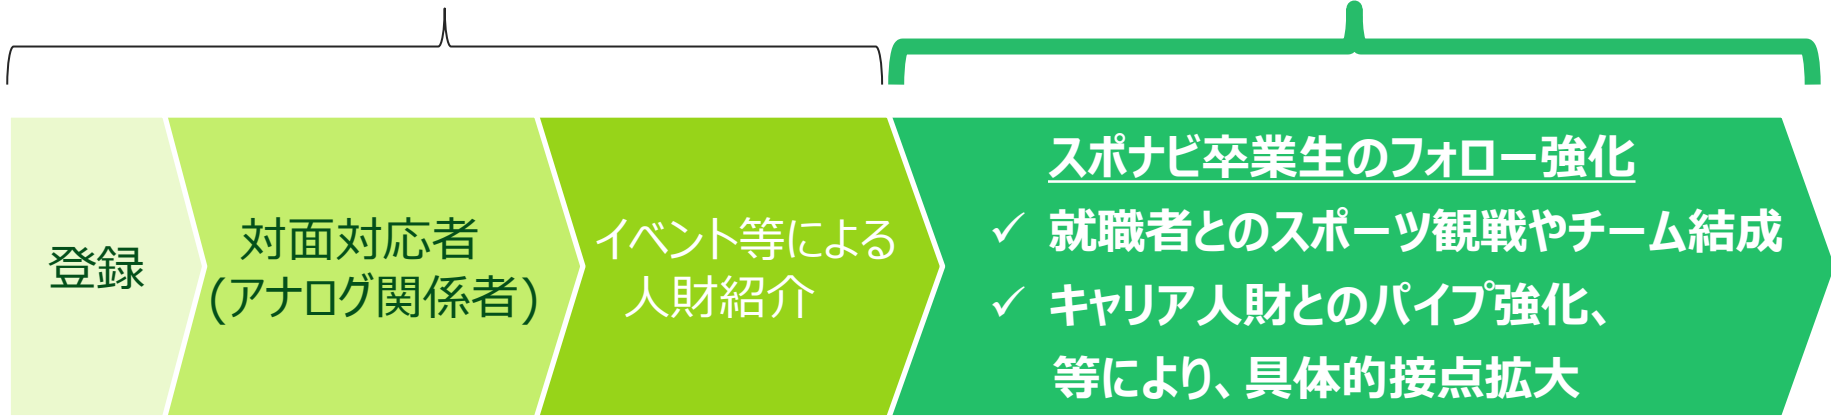 登録
対面対応者
(アナログ関係者)
イベント等による
人財紹介
スポナビ卒業生のフォロー強化
✓ 就職者とのスポーツ観戦やチーム結成
✓ キャリア人財とのパイプ強化、
等により、具体的接点拡大